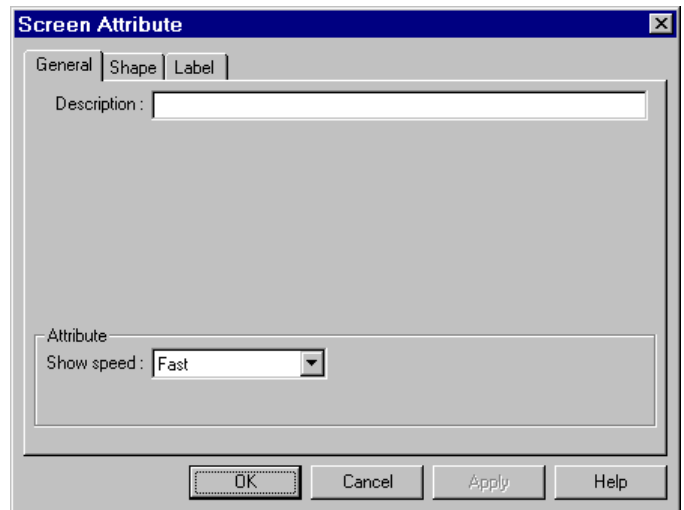 Screen Attribute
General Shape Label
Description :
Attribute
Show speed : Fast
OK Cancel Apply Help